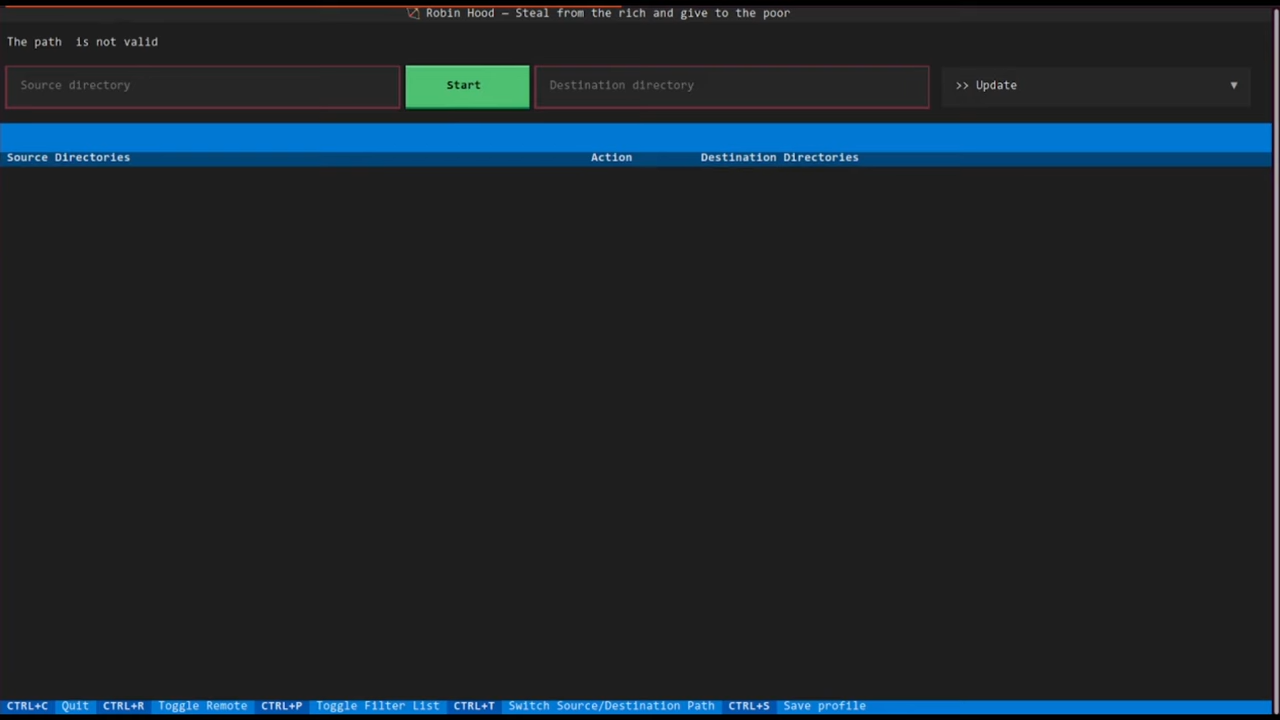 🏹 Robin Hood — Steal from the rich and give to the poor
The path  is not valid
Source directory Start Destination directory >> Update ▼
Source Directories Action Destination Directories
CTRL+C Quit CTRL+R Toggle Remote CTRL+P Toggle Filter List CTRL+T Switch Source/Destination Path CTRL+S Save profile